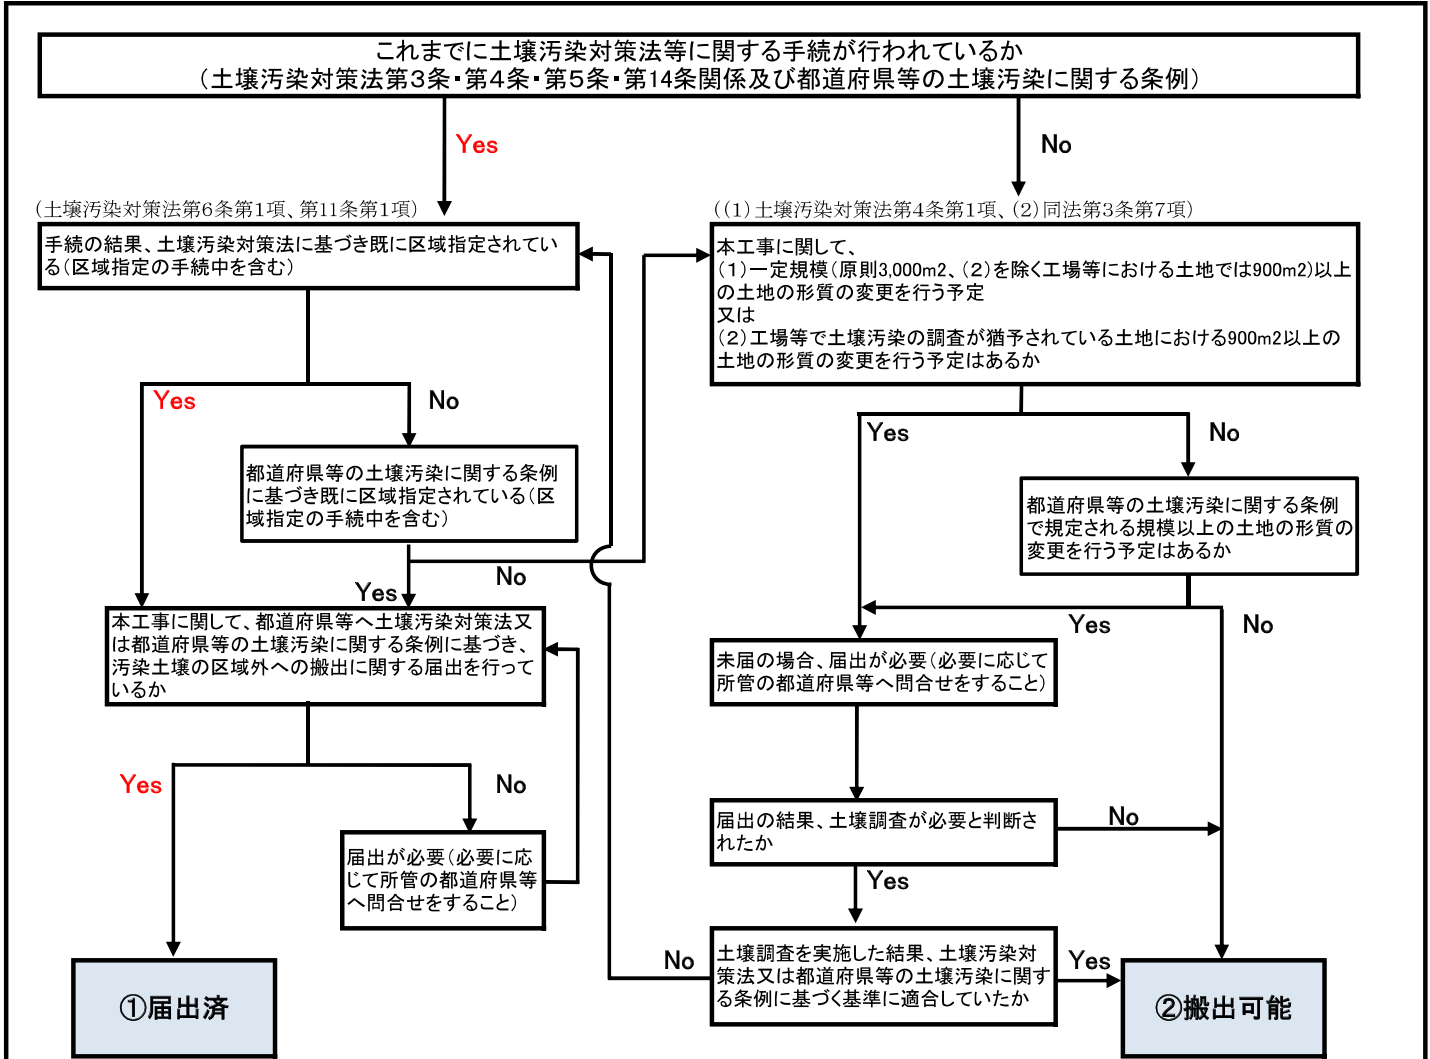 これまでに土壌汚染対策法等に関する手続が行われているか
（土壌汚染対策法第３条・第４条・第５条・第14条関係及び都道府県等の土壌汚染に関する条例）
Yes
No
(土壌汚染対策法第6条第1項、第11条第1項)
手続の結果、土壌汚染対策法に基づき既に区域指定されてい
る（区域指定の手続中を含む）
((1)土壌汚染対策法第4条第1項、(2)同法第3条第7項)
本工事に関して、
（１）一定規模（原則3,000m2、（２）を除く工場等における土地では900m2）以上
の土地の形質の変更を行う予定
又は
（２）工場等で土壌汚染の調査が猶予されている土地における900m2以上の
土地の形質の変更を行う予定はあるか
Yes
No
Yes
No
都道府県等の土壌汚染に関する条例
に基づき既に区域指定されている（区
域指定の手続中を含む）
都道府県等の土壌汚染に関する条例
で規定される規模以上の土地の形質の
変更を行う予定はあるか
Yes
No
Yes
No
本工事に関して、都道府県等へ土壌汚染対策法又
は都道府県等の土壌汚染に関する条例に基づき、
汚染土壌の区域外への搬出に関する届出を行って
いるか
未届の場合、届出が必要（必要に応じて
所管の都道府県等へ問合せをすること）
Yes
No
届出の結果、土壌調査が必要と判断さ
れたか
No
Yes
届出が必要（必要に応
じて所管の都道府県等
へ問合せをすること）
土壌調査を実施した結果、土壌汚染対
策法又は都道府県等の土壌汚染に関す
る条例に基づく基準に適合していたか
No
Yes
①届出済
②搬出可能